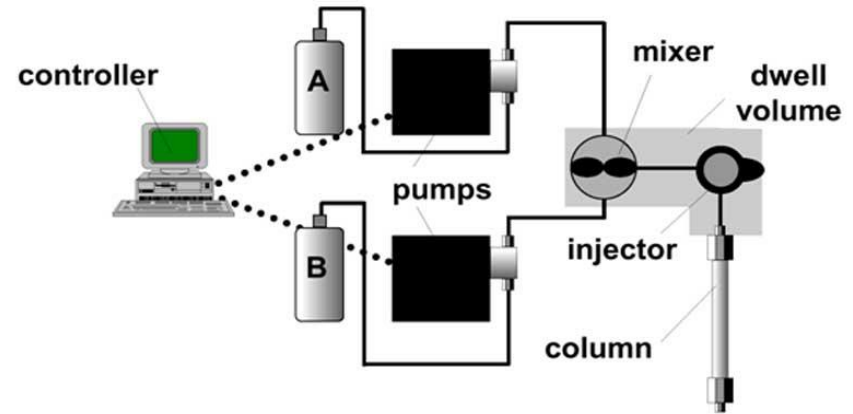 controller
A
mixer
dwell
volume
pumps
B
injector
column